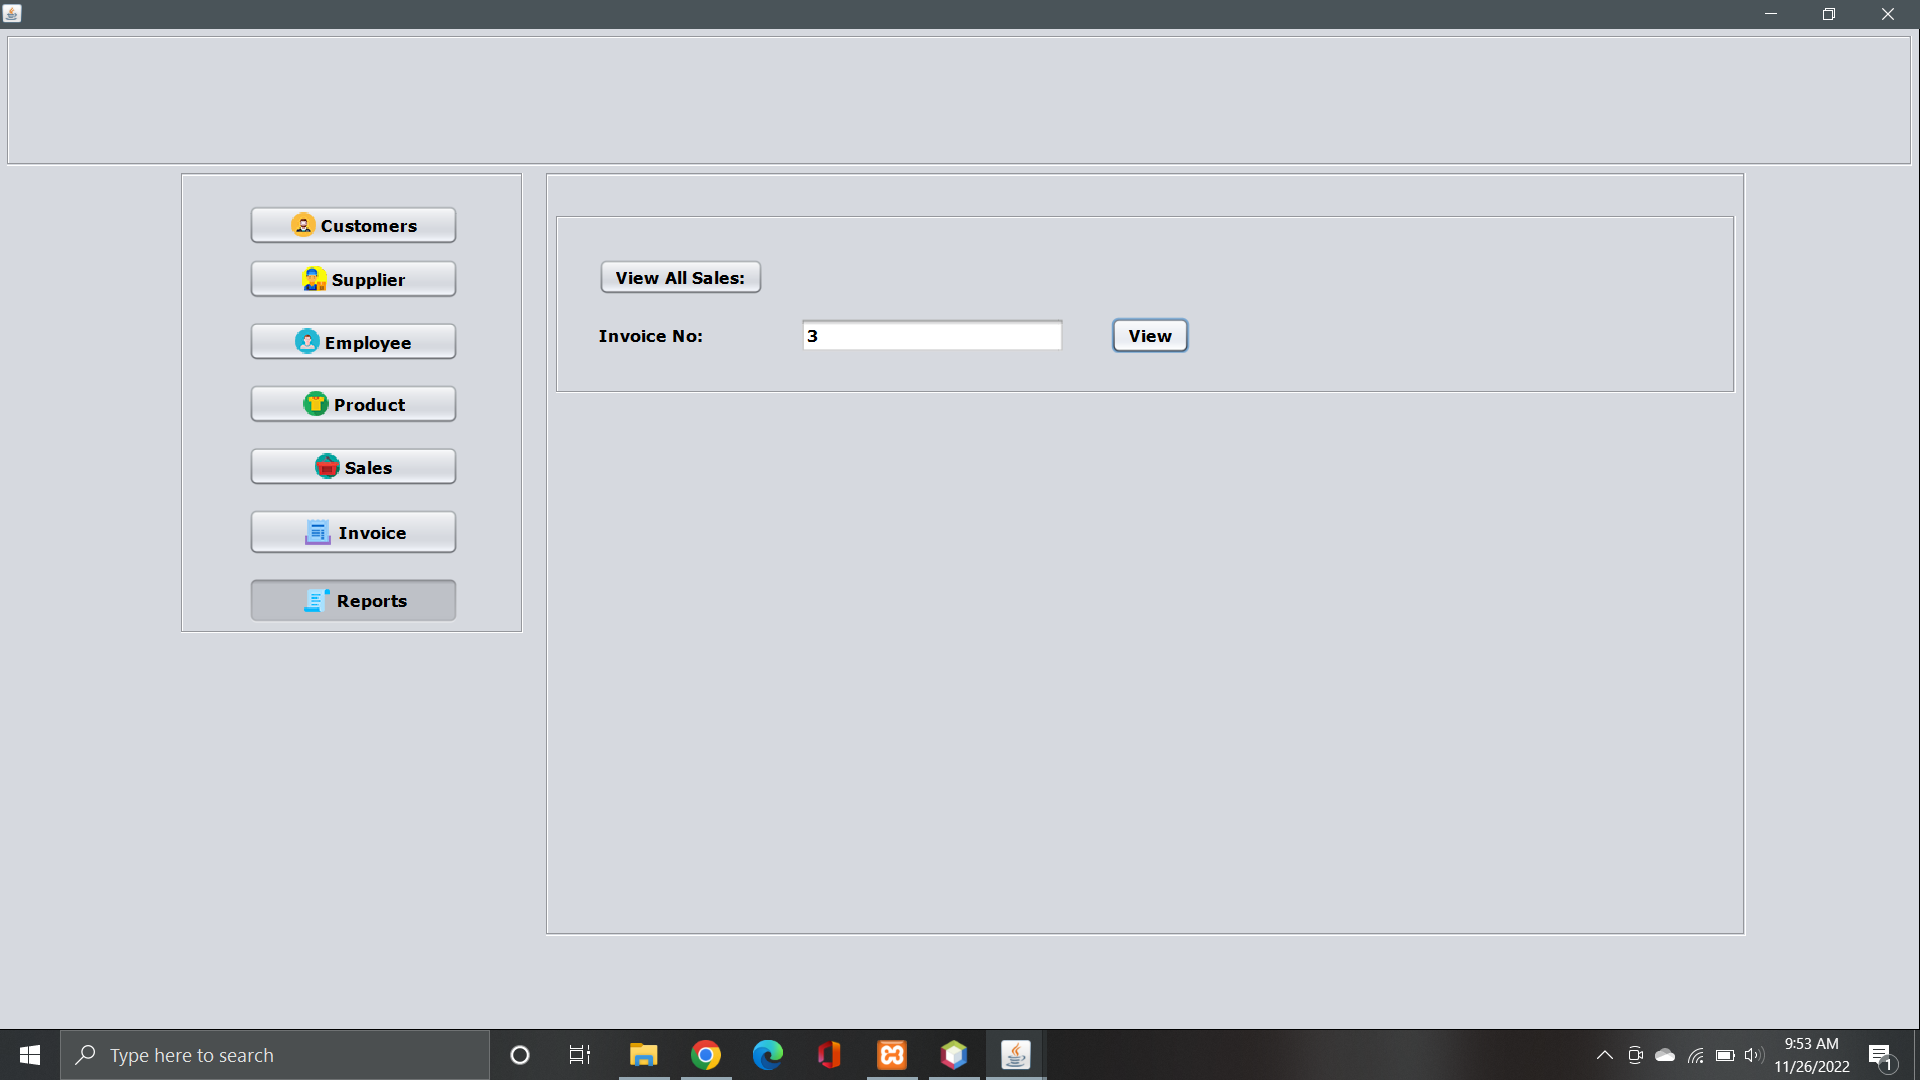 Customers
Supplier
Employee
Product
Sales
Invoice
Reports
View All Sales:
Invoice No:
3
View
Type here to search
9:53 AM
11/26/2022
1